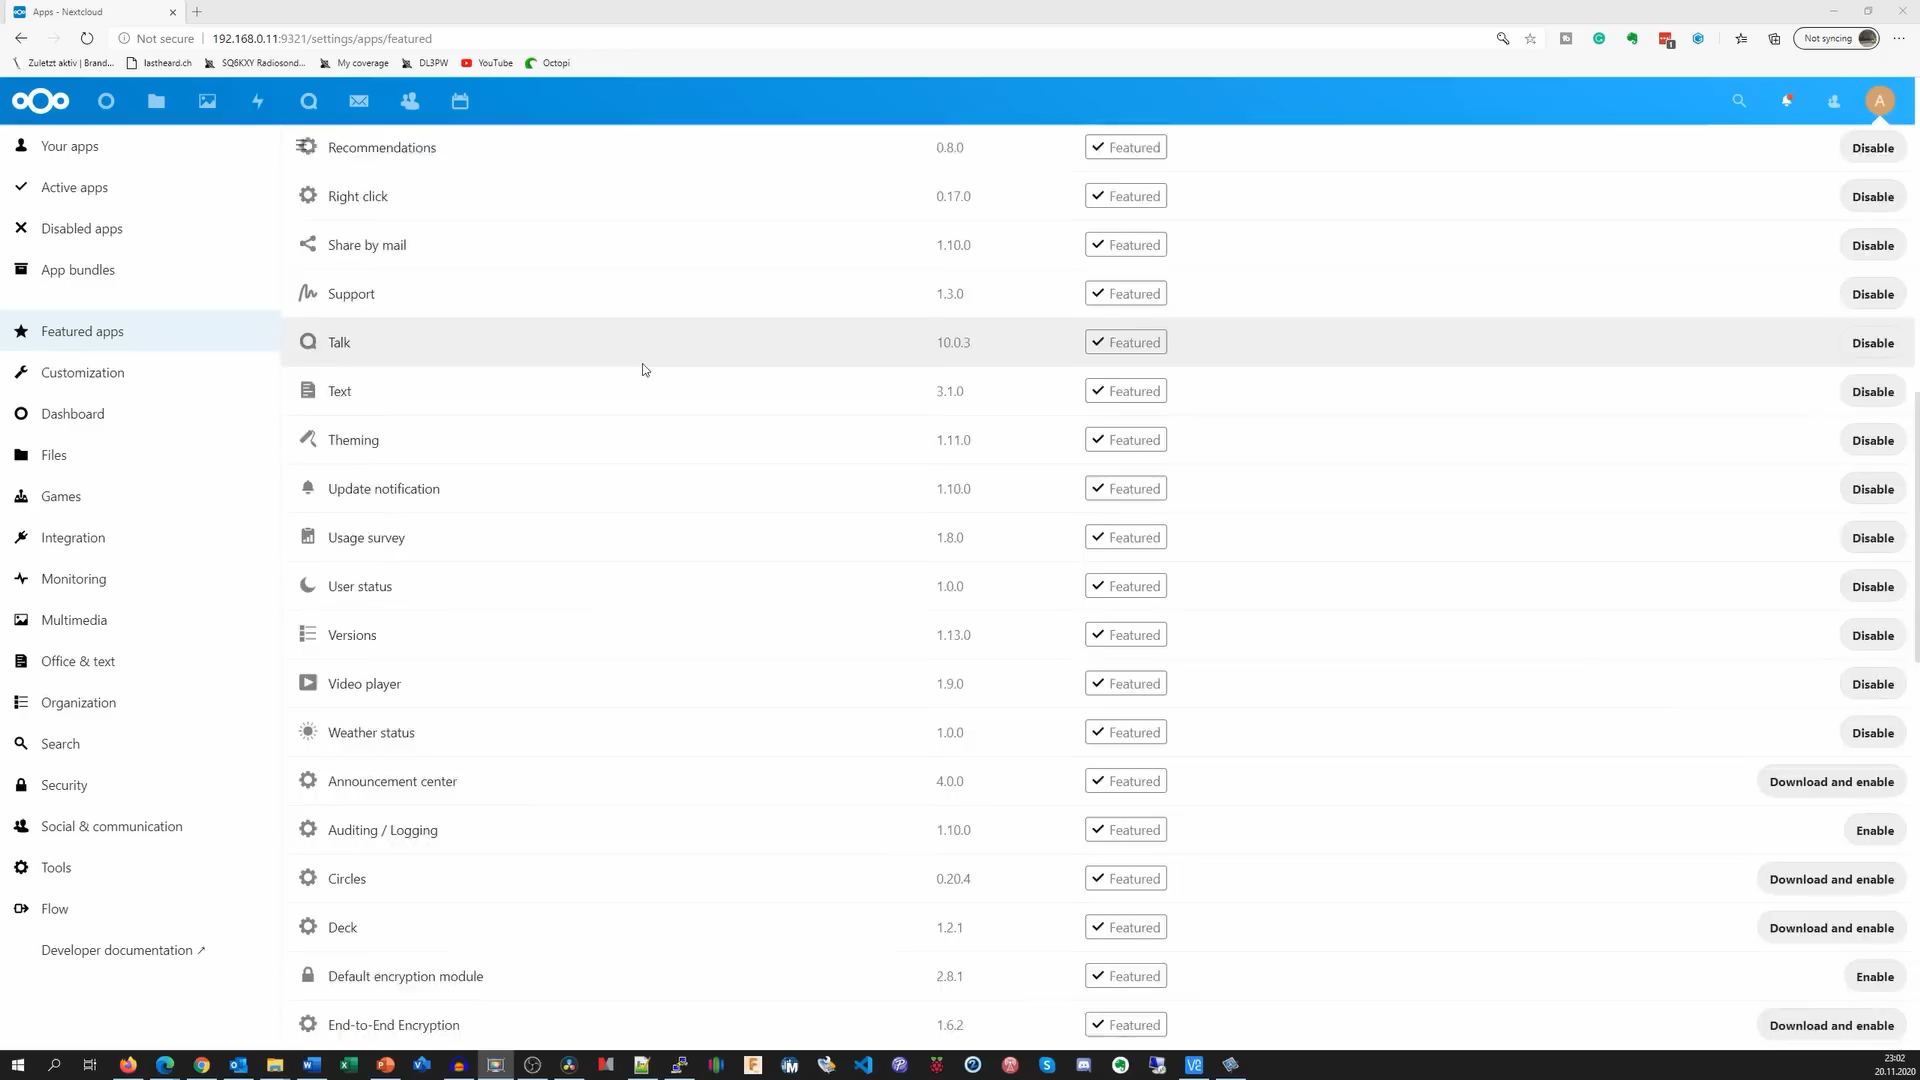 Apps - Nextcloud
Not secure
192.168.0.11:9321/settings/apps/featured
Not syncing
Zuletzt aktiv | Brand...
lastheard.ch
SQ6KXY Radiosond...
My coverage
DL3PW
YouTube
Octopi
A
Your apps
Active apps
Disabled apps
App bundles
Featured apps
Customization
Dashboard
Files
Games
Integration
Monitoring
Multimedia
Office & text
Organization
Search
Security
Social & communication
Tools
Flow
Developer documentation ↗
Recommendations 0.8.0 Featured Disable
Right click 0.17.0 Featured Disable
Share by mail 1.10.0 Featured Disable
Support 1.3.0 Featured Disable
Talk 10.0.3 Featured Disable
Text 3.1.0 Featured Disable
Theming 1.11.0 Featured Disable
Update notification 1.10.0 Featured Disable
Usage survey 1.8.0 Featured Disable
User status 1.0.0 Featured Disable
Versions 1.13.0 Featured Disable
Video player 1.9.0 Featured Disable
Weather status 1.0.0 Featured Disable
Announcement center 4.0.0 Featured Download and enable
Auditing / Logging 1.10.0 Featured Enable
Circles 0.20.4 Featured Download and enable
Deck 1.2.1 Featured Download and enable
Default encryption module 2.8.1 Featured Enable
End-to-End Encryption 1.6.2 Featured Download and enable
23:02
20.11.2020